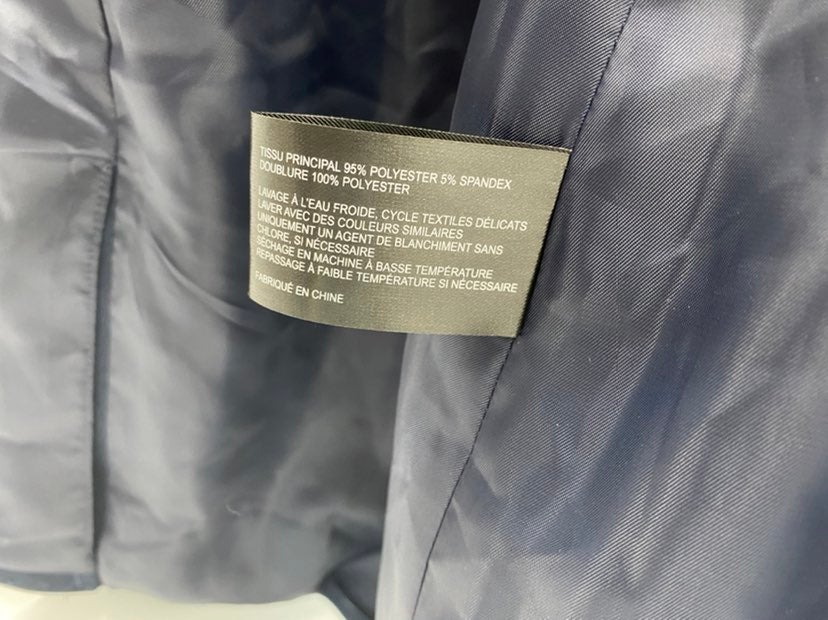 TISSU PRINCIPAL 95% POLYESTER 5% SPANDEX
DOUBLURE 100% POLYESTER
LAVAGE À L'EAU FROIDE, CYCLE TEXTILES DÉLICATS
LAVER AVEC DES COULEURS SIMILAIRES
UNIQUEMENT UN AGENT DE BLANCHIMENT SANS
CHLORE, SI NÉCESSAIRE
SÉCHAGE EN MACHINE À BASSE TEMPÉRATURE
REPASSAGE À FAIBLE TEMPÉRATURE SI NÉCESSAIRE
FABRIQUÉ EN CHINE